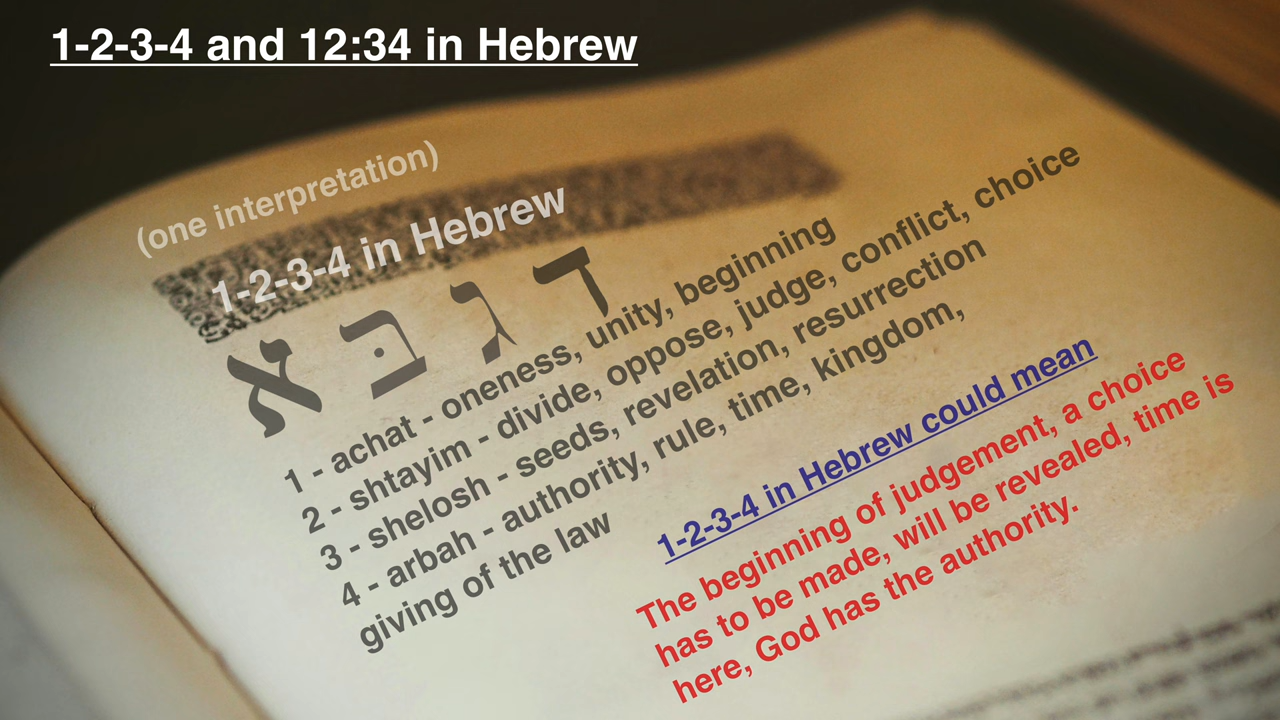 1-2-3-4 and 12:34 in Hebrew
(one interpretation)
1-2-3-4 in Hebrew
א בּ ג ד
1 - achat - oneness, unity, beginning
2 - shtayim - divide, oppose, judge, conflict, choice
3 - shelosh - seeds, revelation, resurrection
4 - arbah - authority, rule, time, kingdom,
giving of the law
1-2-3-4 in Hebrew could mean
The beginning of judgement, a choice
has to be made, will be revealed, time is
here, God has the authority.